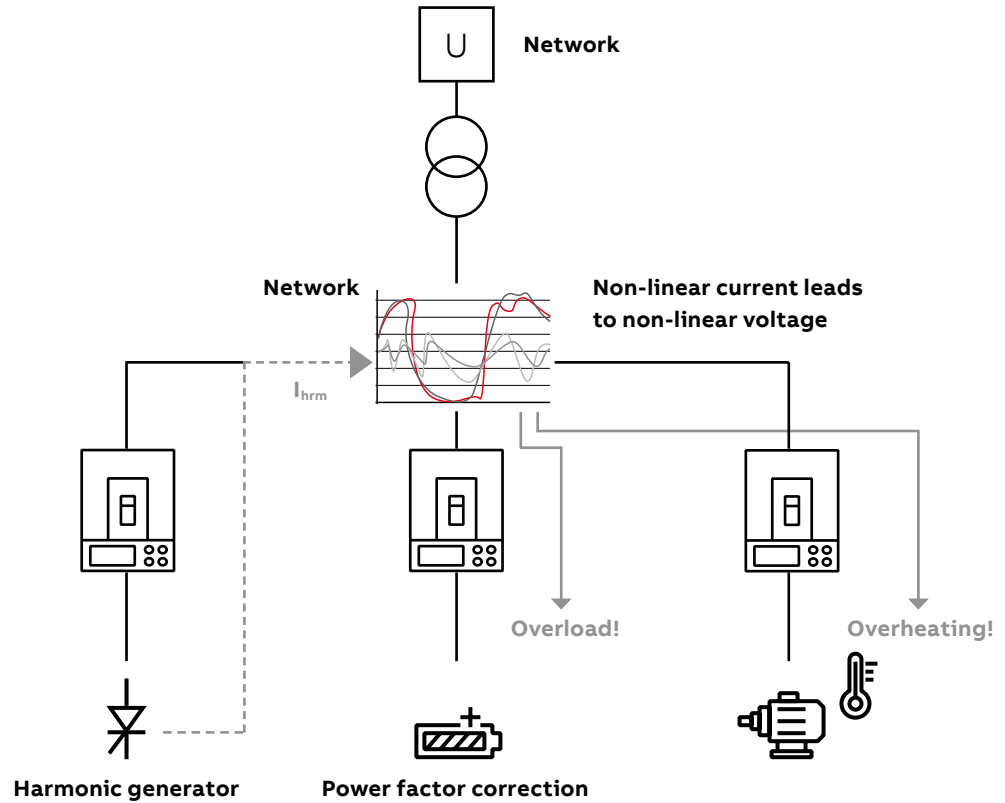 U
Network
Network
Non-linear current leads
to non-linear voltage
Ihrm
Overload!
Overheating!
Harmonic generator
Power factor correction